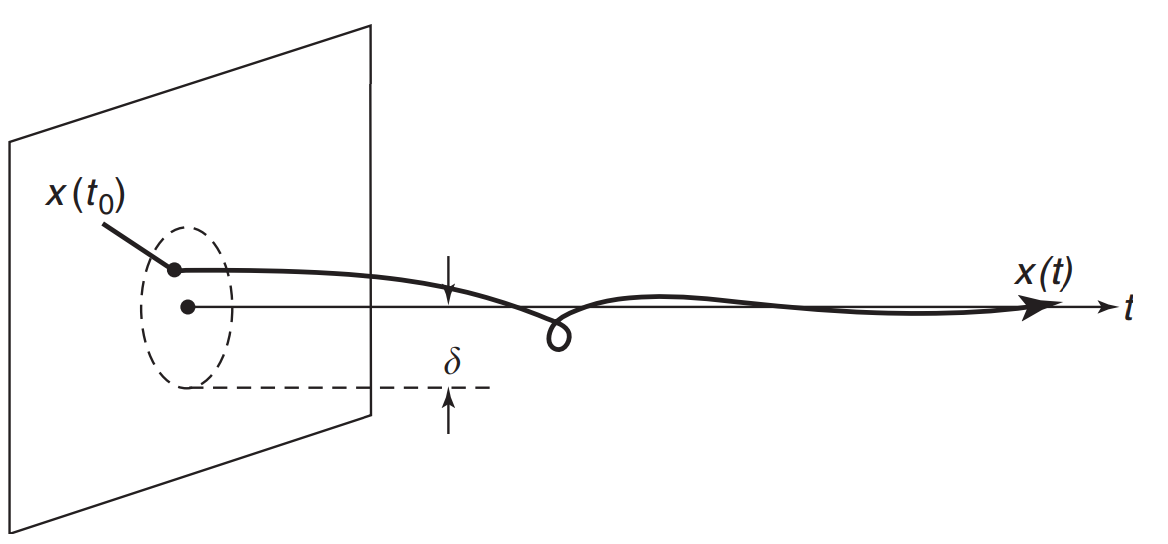 x(t₀)
x(t)
t
δ